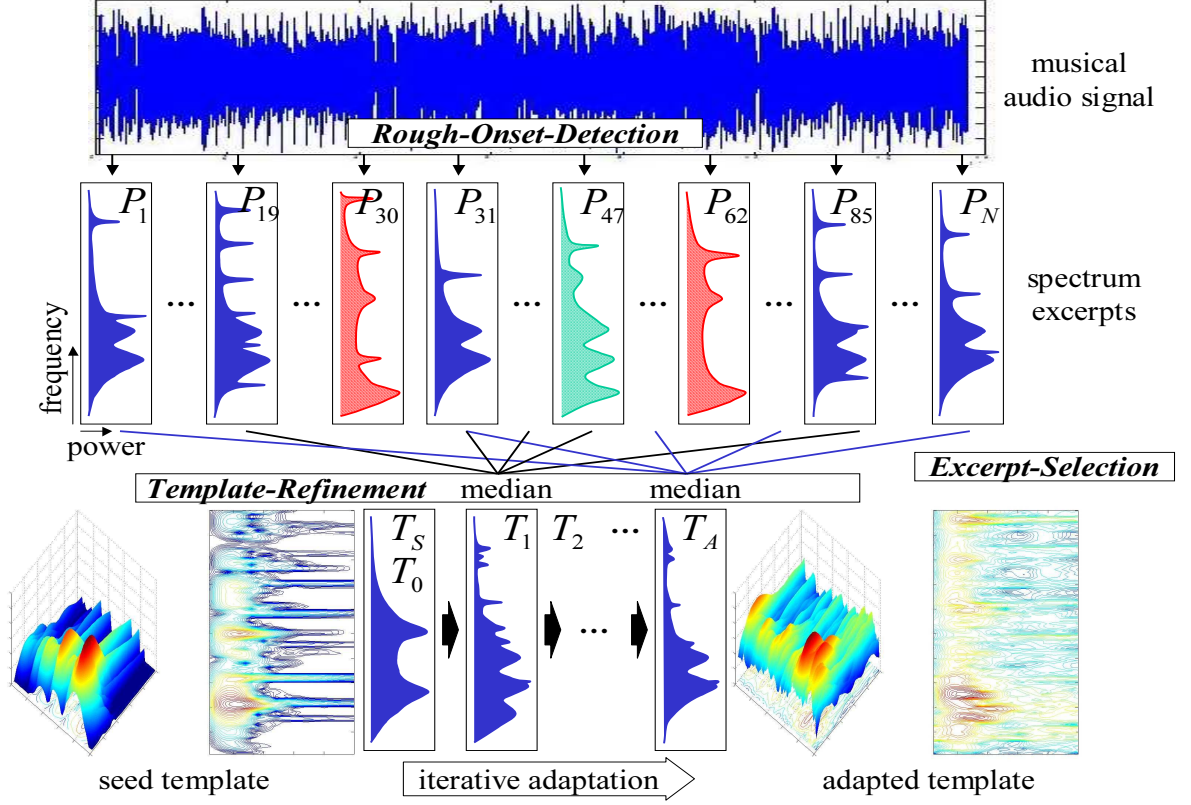 musical
audio signal
Rough-Onset-Detection
P1 P19 P30 P31 P47 P62 P85 PN
... ... ... ... ... ...
spectrum
excerpts
frequency
power
Excerpt-Selection
Template-Refinement median median
TS T1 T2 ... TA
T0
...
seed template iterative adaptation adapted template